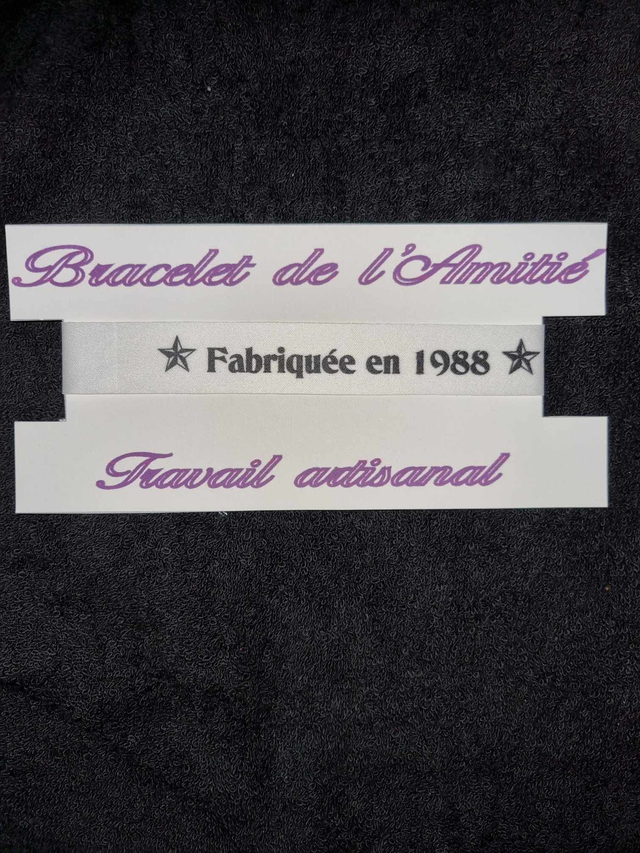 Bracelet de l'Amitié
Fabriquée en 1988
Travail artisanal